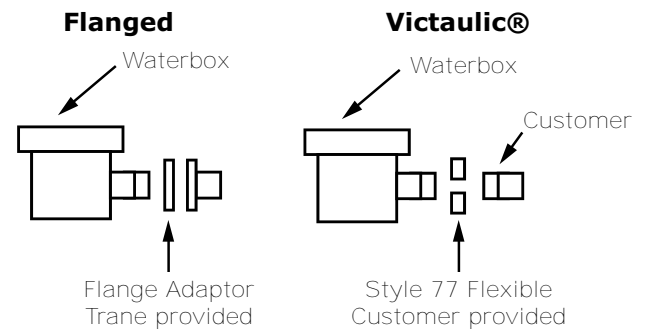 Flanged
Waterbox
Flange Adaptor
Trane provided
Victaulic®
Waterbox
Customer
Style 77 Flexible
Customer provided